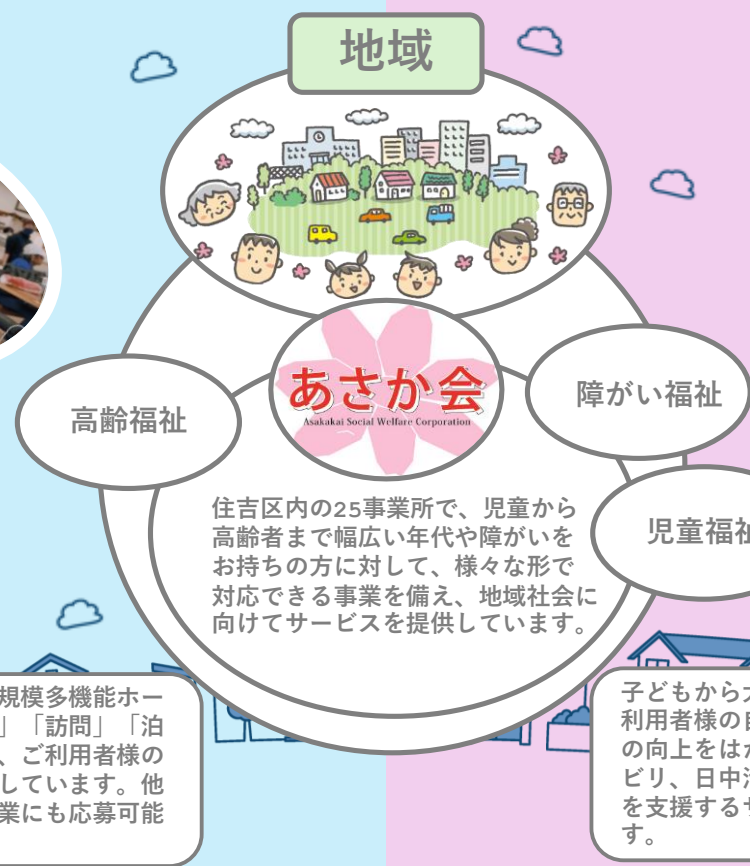 地域
あさか会
Asakakai Social Welfare Corporation
高齢福祉
障がい福祉
児童福祉
住吉区内の25事業所で、児童から
高齢者まで幅広い年代や障がいを
お持ちの方に対して、様々な形で
対応できる事業を備え、地域社会に
向けてサービスを提供しています。
規模多機能ホー
」「訪問」「泊
、ご利用者様の
しています。他
業にも応募可能
子どもから
利用者様の
の向上をはか
ビリ、日中活
を支援するサ
す。